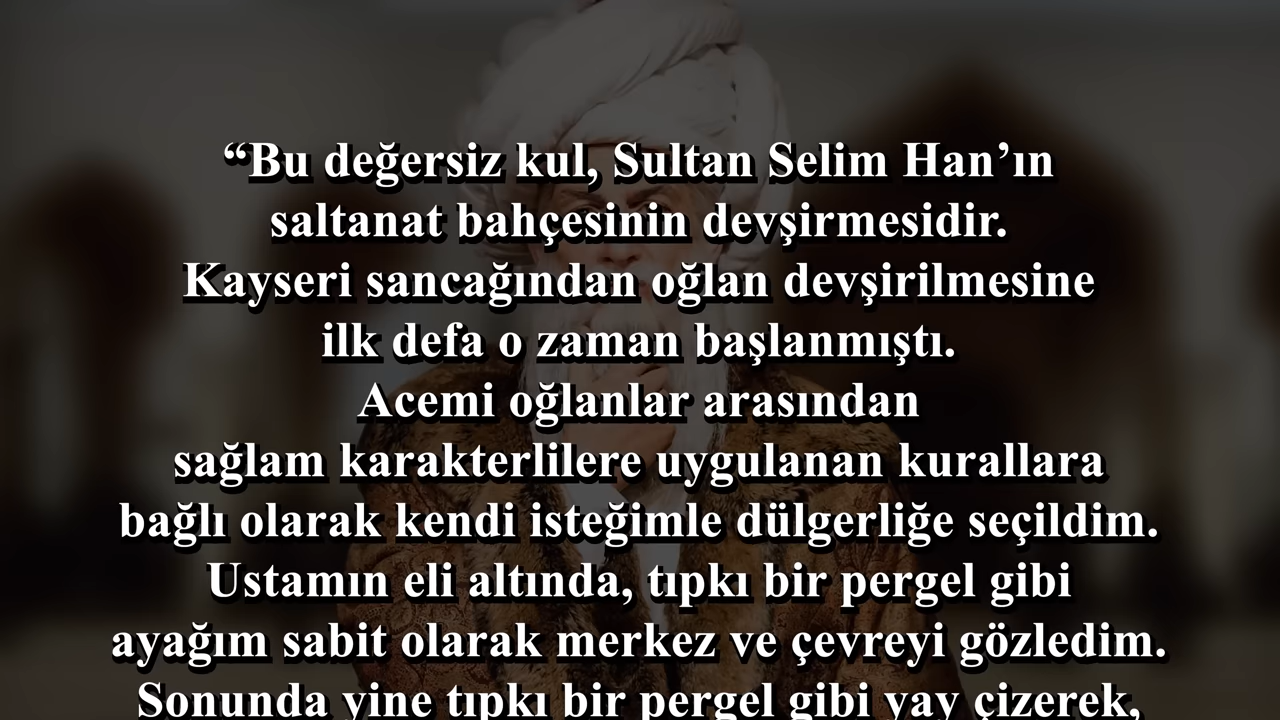 “Bu değersiz kul, Sultan Selim Han’ın
saltanat bahçesinin devşirmesidir.
Kayseri sancağından oğlan devşirilmesine
ilk defa o zaman başlanmıştı.
Acemi oğlanlar arasından
sağlam karakterlilere uygulanan kurallara
bağlı olarak kendi isteğimle dülgerliğe seçildim.
Ustamın eli altında, tıpkı bir pergel gibi
ayağım sabit olarak merkez ve çevreyi gözledim.
Sonunda yine tıpkı bir pergel gibi yay çizerek,